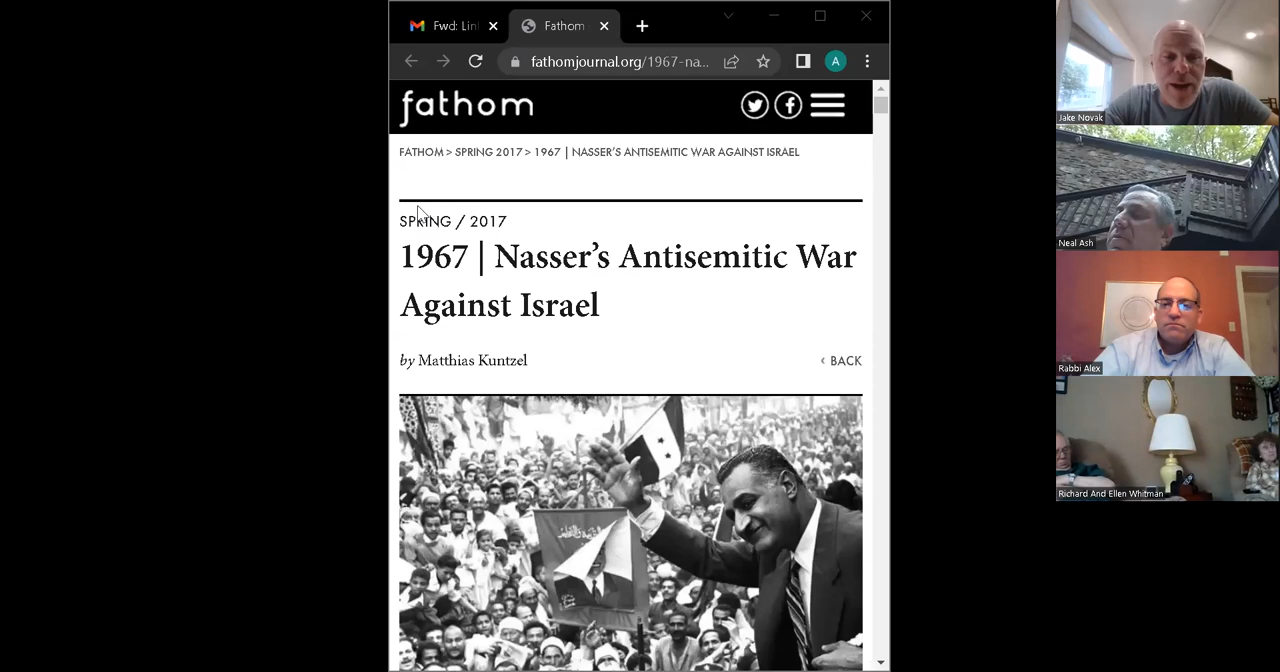 Fwd: Lin
Fathom
fathomjournal.org/1967-na...
A
fathom
FATHOM > SPRING 2017 > 1967 | NASSER'S ANTISEMITIC WAR AGAINST ISRAEL
SPRING / 2017
1967 | Nasser's Antisemitic War
Against Israel
by Matthias Kuntzel
‹ BACK
Jake Novak
Neal Ash
Rabbi Alex
Richard And Ellen Whitman